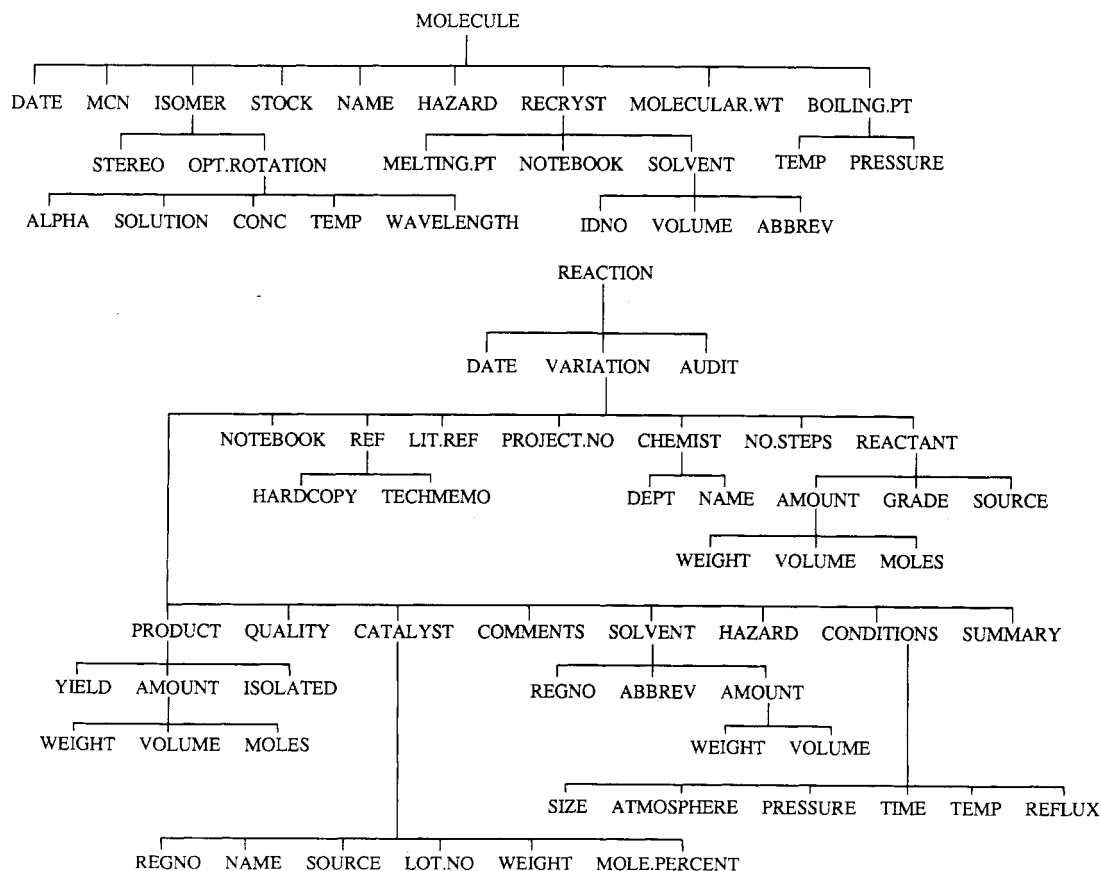 MOLECULE
DATE MCN ISOMER STOCK NAME HAZARD RECRYST MOLECULAR.WT BOILING.PT
STEREO OPT.ROTATION MELTING.PT NOTEBOOK SOLVENT TEMP PRESSURE
ALPHA SOLUTION CONC TEMP WAVELENGTH IDNO VOLUME ABBREV
REACTION
DATE VARIATION AUDIT
NOTEBOOK REF LIT.REF PROJECT.NO CHEMIST NO.STEPS REACTANT
HARDCOPY TECHMEMO DEPT NAME AMOUNT GRADE SOURCE
WEIGHT VOLUME MOLES
PRODUCT QUALITY CATALYST COMMENTS SOLVENT HAZARD CONDITIONS SUMMARY
YIELD AMOUNT ISOLATED REGNO ABBREV AMOUNT
WEIGHT VOLUME MOLES WEIGHT VOLUME
SIZE ATMOSPHERE PRESSURE TIME TEMP REFLUX
REGNO NAME SOURCE LOT.NO WEIGHT MOLE.PERCENT